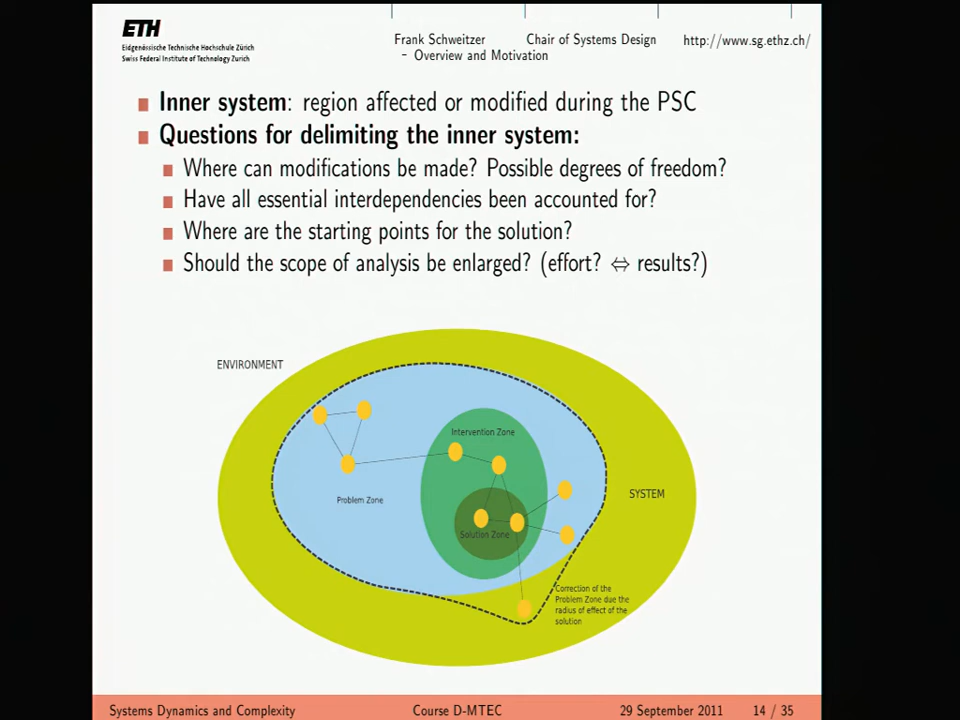 ETH
Eidgenössische Technische Hochschule Zürich
Swiss Federal Institute of Technology Zurich
Frank Schweitzer Chair of Systems Design http://www.sg.ethz.ch/
– Overview and Motivation
Inner system: region affected or modified during the PSC
Questions for delimiting the inner system:
Where can modifications be made? Possible degrees of freedom?
Have all essential interdependencies been accounted for?
Where are the starting points for the solution?
Should the scope of analysis be enlarged? (effort? ⇔ results?)
ENVIRONMENT
Intervention Zone
Problem Zone
SYSTEM
Solution Zone
Correction of the
Problem Zone due the
radius of effect of the
solution
Systems Dynamics and Complexity Course D-MTEC 29 September 2011 14 / 35